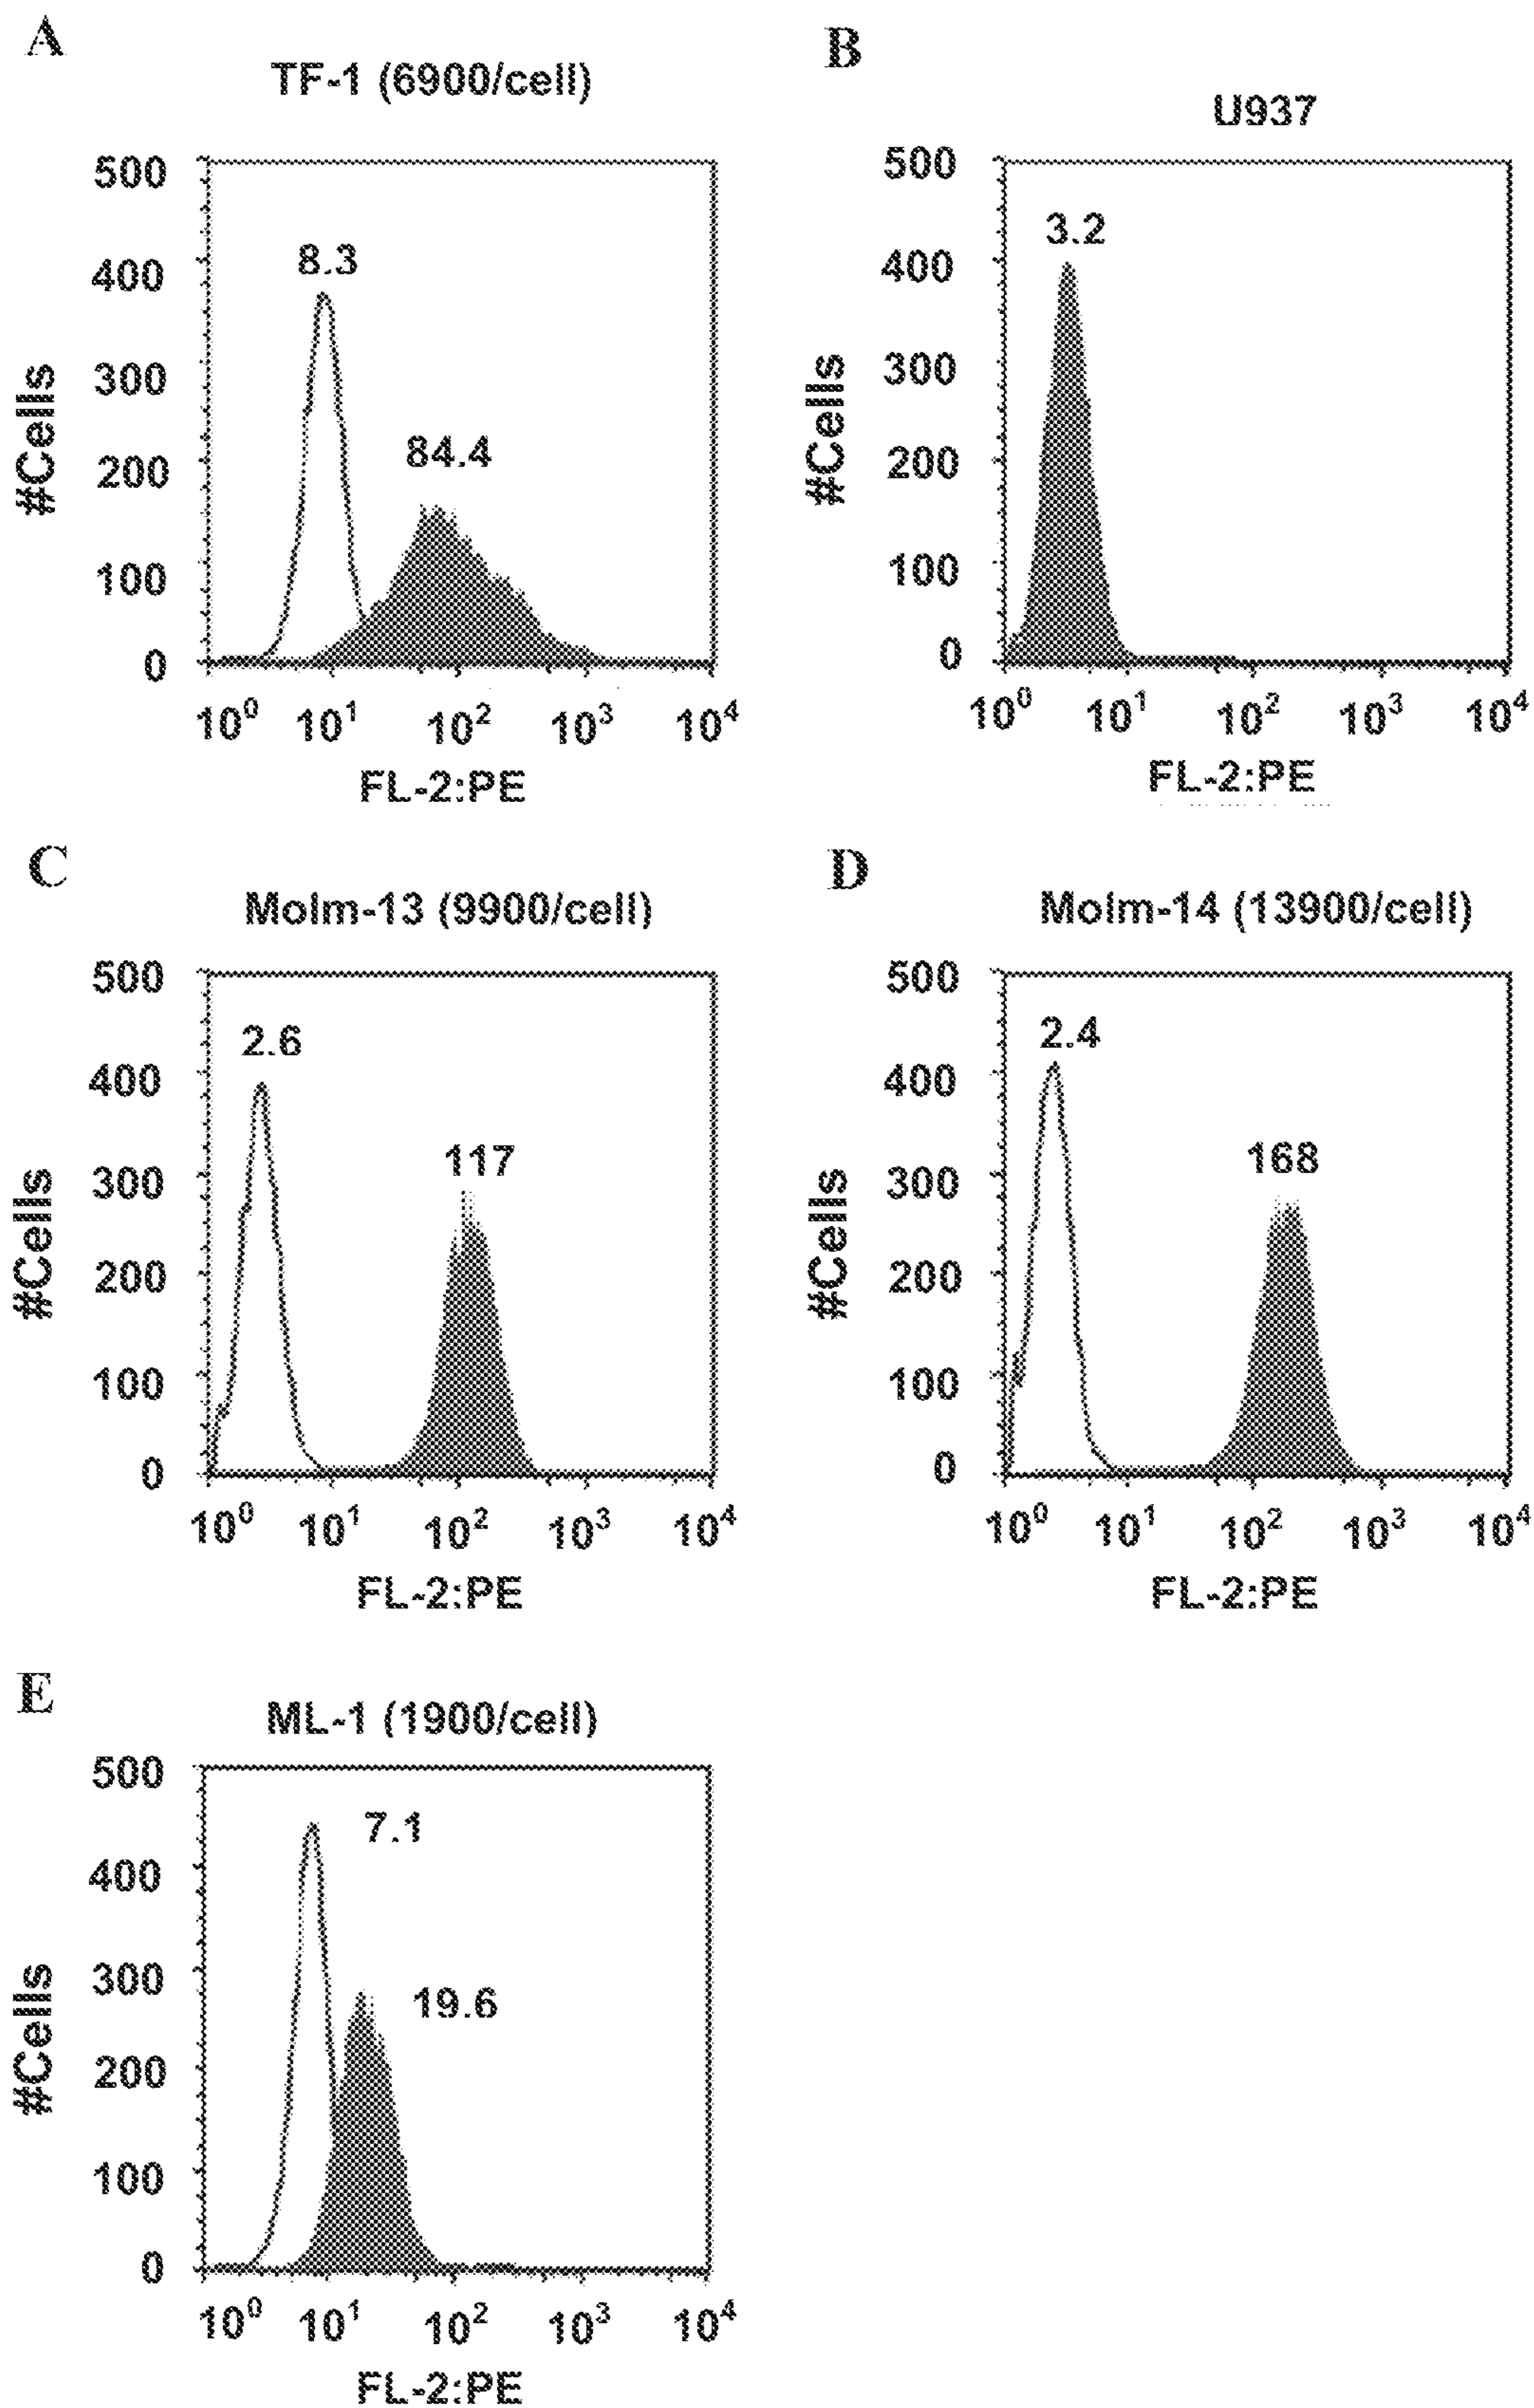 A
TF-1 (6900/cell)
500
400
300
200
100
0
#Cells
8.3
84.4
10⁰ 10¹ 10² 10³ 10⁴
FL-2:PE
B
U937
500
400
300
200
100
0
#Cells
3.2
10⁰ 10¹ 10² 10³ 10⁴
FL-2:PE
C
Molm-13 (9900/cell)
500
400
300
200
100
0
#Cells
2.6
117
10⁰ 10¹ 10² 10³ 10⁴
FL-2:PE
D
Molm-14 (13900/cell)
500
400
300
200
100
0
#Cells
2.4
168
10⁰ 10¹ 10² 10³ 10⁴
FL-2:PE
E
ML-1 (1900/cell)
500
400
300
200
100
0
#Cells
7.1
19.6
10⁰ 10¹ 10² 10³ 10⁴
FL-2:PE